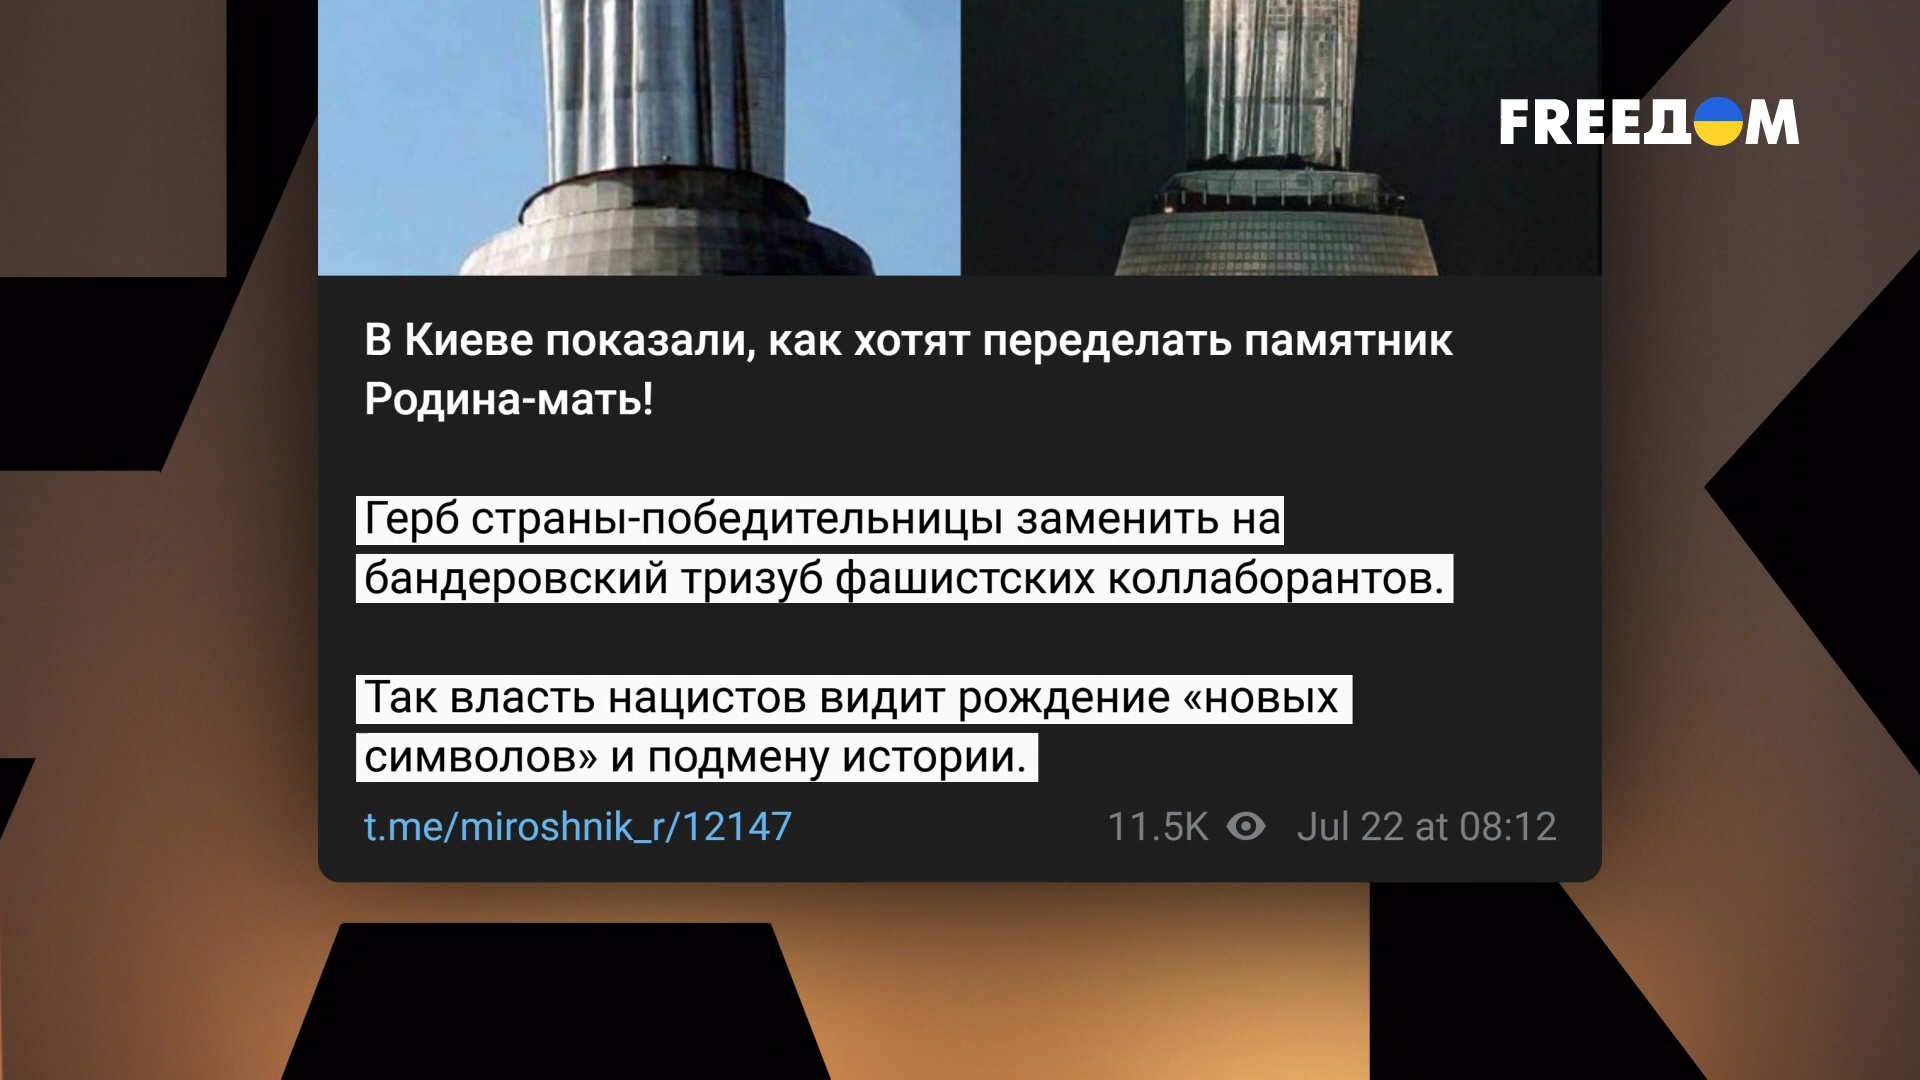 FREEДOM
В Киеве показали, как хотят переделать памятник
Родина-мать!
Герб страны-победительницы заменить на
бандеровский тризуб фашистских коллаборантов.
Так власть нацистов видит рождение «новых
символов» и подмену истории.
t.me/miroshnik_r/12147 11.5K Jul 22 at 08:12